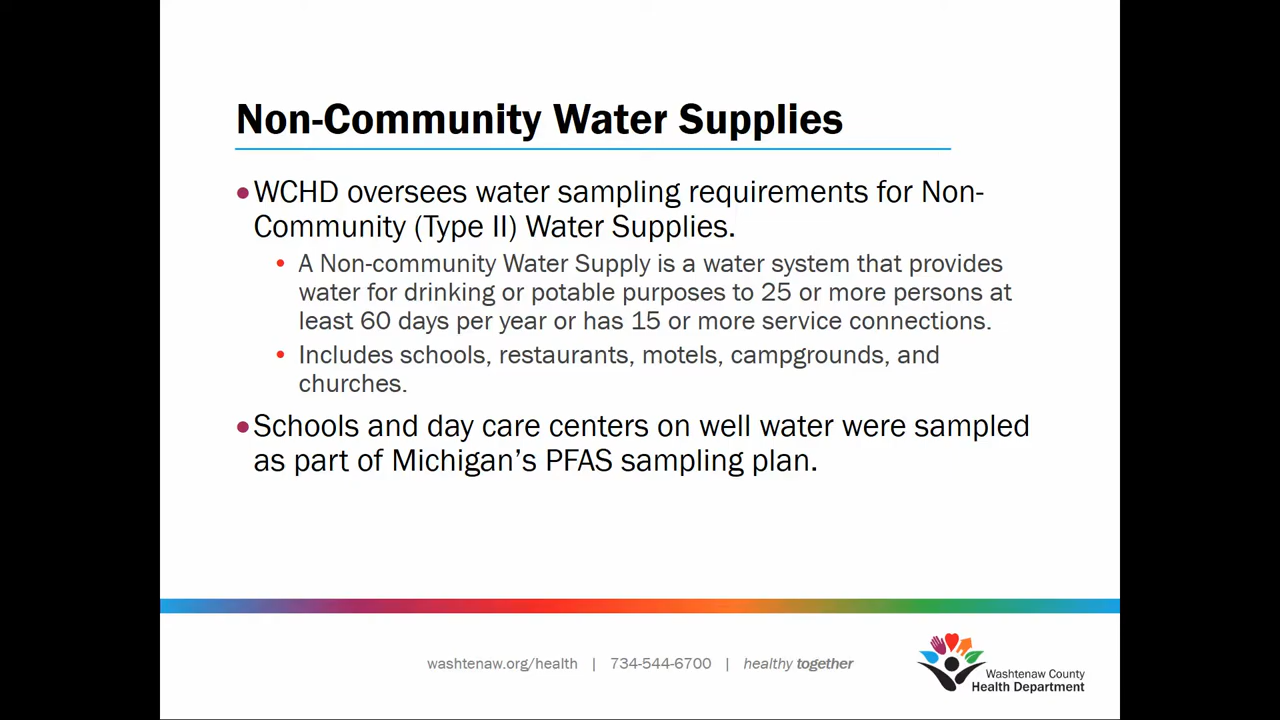 Non-Community Water Supplies
•WCHD oversees water sampling requirements for Non-
Community (Type II) Water Supplies.
• A Non-community Water Supply is a water system that provides
water for drinking or potable purposes to 25 or more persons at
least 60 days per year or has 15 or more service connections.
• Includes schools, restaurants, motels, campgrounds, and
churches.
•Schools and day care centers on well water were sampled
as part of Michigan’s PFAS sampling plan.
washtenaw.org/health | 734-544-6700 | healthy together
Washtenaw County
Health Department